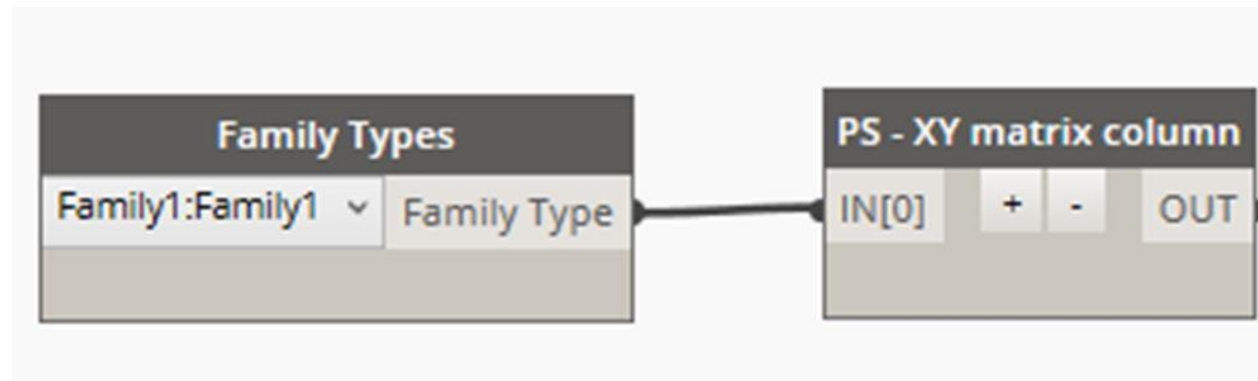 Family Types
Family1:Family1
Family Type
PS - XY matrix column
IN[0]
+
-
OUT